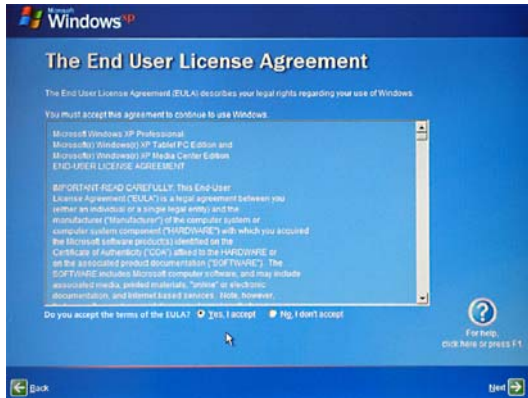 Microsoft
Windows xp
The End User License Agreement
The End User License Agreement (EULA) describes your legal rights regarding your use of Windows.
You must accept this agreement to continue to use Windows.
Microsoft Windows XP Professional
Microsoft(r) Windows(r) XP Tablet PC Edition and
Microsoft(r) Windows(r) XP Media Center Edition
END-USER LICENSE AGREEMENT
IMPORTANT-READ CAREFULLY: This End-User
License Agreement ("EULA") is a legal agreement between you
(either an individual or a single legal entity) and the
manufacturer ("Manufacturer") of the computer system or
computer system component ("HARDWARE") with which you acquired
the Microsoft software product(s) identified on the
Certificate of Authenticity ("COA") affixed to the HARDWARE or
on the associated product documentation ("SOFTWARE"). The
SOFTWARE includes Microsoft computer software, and may include
associated media, printed materials, "online" or electronic
documentation, and Internet based services. Note, however,
Do you accept the terms of the EULA? Yes, I accept No, I don't accept
For help,
click here or press F1
Back
Next